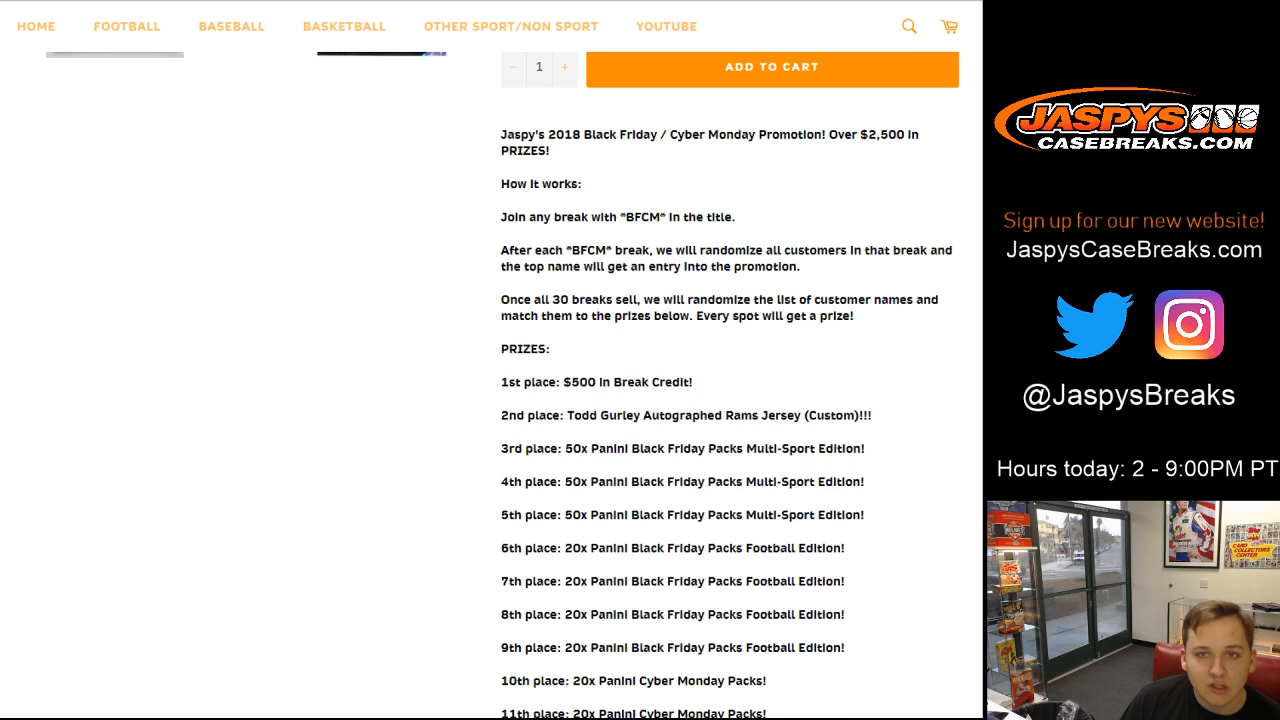 HOME FOOTBALL BASEBALL BASKETBALL OTHER SPORT/NON SPORT YOUTUBE
− 1 + ADD TO CART
Jaspy's 2018 Black Friday / Cyber Monday Promotion! Over $2,500 in
PRIZES!
How it works:
Join any break with *BFCM* in the title.
After each *BFCM* break, we will randomize all customers in that break and
the top name will get an entry into the promotion.
Once all 30 breaks sell, we will randomize the list of customer names and
match them to the prizes below. Every spot will get a prize!
PRIZES:
1st place: $500 in Break Credit!
2nd place: Todd Gurley Autographed Rams Jersey (Custom)!!!
3rd place: 50x Panini Black Friday Packs Multi-Sport Edition!
4th place: 50x Panini Black Friday Packs Multi-Sport Edition!
5th place: 50x Panini Black Friday Packs Multi-Sport Edition!
6th place: 20x Panini Black Friday Packs Football Edition!
7th place: 20x Panini Black Friday Packs Football Edition!
8th place: 20x Panini Black Friday Packs Football Edition!
9th place: 20x Panini Black Friday Packs Football Edition!
10th place: 20x Panini Cyber Monday Packs!
11th place: 20x Panini Cyber Monday Packs!
JASPYS
CASEBREAKS.COM
Sign up for our new website!
JaspysCaseBreaks.com
@JaspysBreaks
Hours today: 2 - 9:00PM PT
CARD
COLLECTORS
CENTER